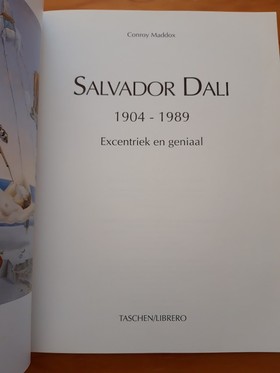 Conroy Maddox
SALVADOR DALI
1904 - 1989
Excentriek en geniaal
TASCHEN/LIBRERO